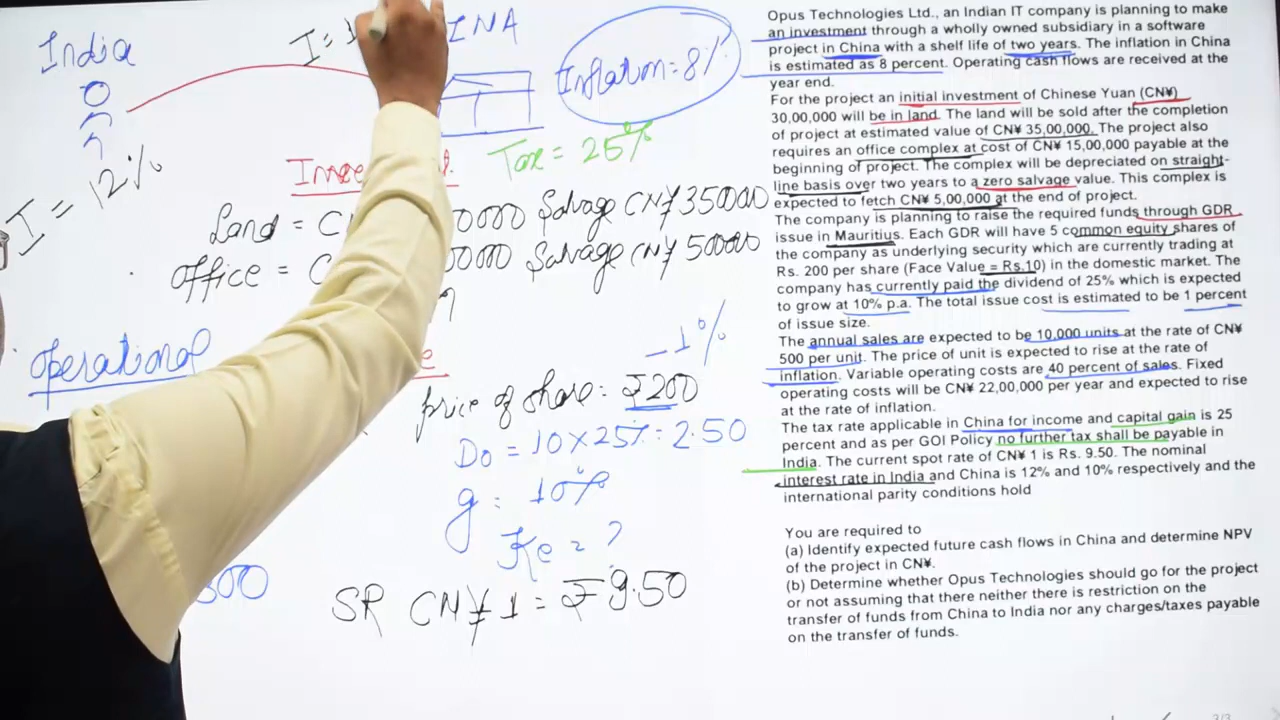 India
I = 12%
I = 1
INA
Inflation = 8%
Tax = 25%
Land = C 0000 Salvage CN¥ 3500000
Office = C 0000 Salvage CN¥ 500000
Operational
- 1%
price of share: ₹200
Do = 10 x 25% = 2.50
g = 10%
Ke = ?
SR CN¥ 1 = ₹9.50
Opus Technologies Ltd., an Indian IT company is planning to make
an investment through a wholly owned subsidiary in a software
project in China with a shelf life of two years. The inflation in China
is estimated as 8 percent. Operating cash flows are received at the
year end.
For the project an initial investment of Chinese Yuan (CN¥)
30,00,000 will be in land. The land will be sold after the completion
of project at estimated value of CN¥ 35,00,000. The project also
requires an office complex at cost of CN¥ 15,00,000 payable at the
beginning of project. The complex will be depreciated on straight-
line basis over two years to a zero salvage value. This complex is
expected to fetch CN¥ 5,00,000 at the end of project.
The company is planning to raise the required funds through GDR
issue in Mauritius. Each GDR will have 5 common equity shares of
the company as underlying security which are currently trading at
Rs. 200 per share (Face Value = Rs.10) in the domestic market. The
company has currently paid the dividend of 25% which is expected
to grow at 10% p.a. The total issue cost is estimated to be 1 percent
of issue size.
The annual sales are expected to be 10,000 units at the rate of CN¥
500 per unit. The price of unit is expected to rise at the rate of
inflation. Variable operating costs are 40 percent of sales. Fixed
operating costs will be CN¥ 22,00,000 per year and expected to rise
at the rate of inflation.
The tax rate applicable in China for income and capital gain is 25
percent and as per GOI Policy no further tax shall be payable in
India. The current spot rate of CN¥ 1 is Rs. 9.50. The nominal
interest rate in India and China is 12% and 10% respectively and the
international parity conditions hold
You are required to
(a) Identify expected future cash flows in China and determine NPV
of the project in CN¥.
(b) Determine whether Opus Technologies should go for the project
or not assuming that there neither there is restriction on the
transfer of funds from China to India nor any charges/taxes payable
on the transfer of funds.